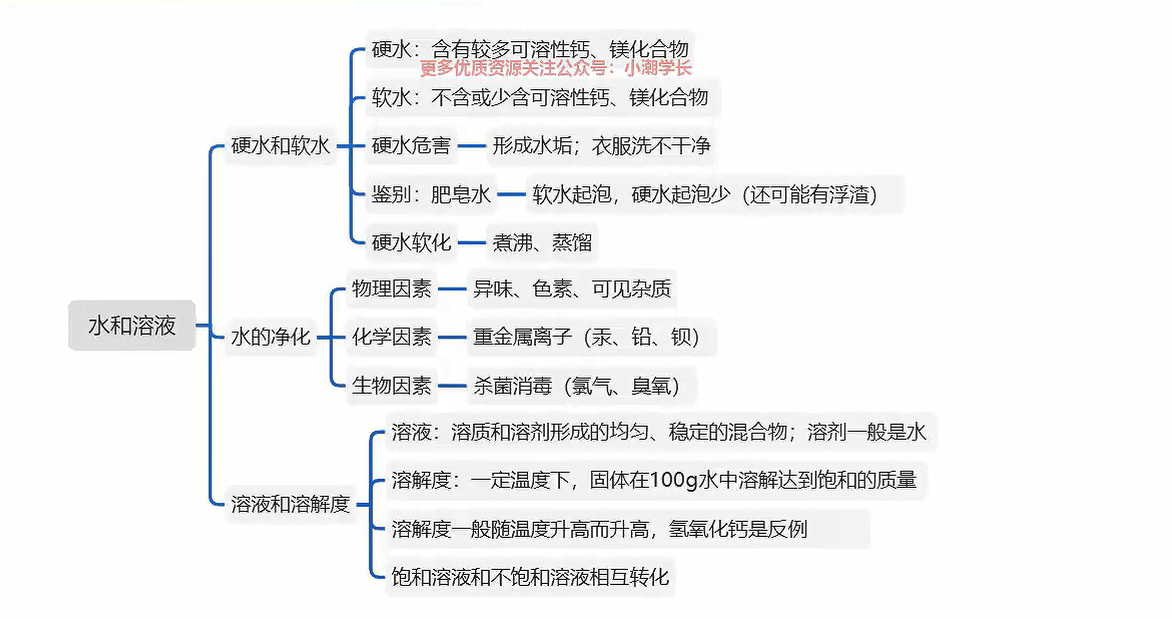 硬水：含有较多可溶性钙、镁化合物
更多优质资源关注公众号：小潮学长
软水：不含或少含可溶性钙、镁化合物
硬水和软水
硬水危害
形成水垢；衣服洗不干净
鉴别：肥皂水
软水起泡，硬水起泡少（还可能有浮渣）
硬水软化
煮沸、蒸馏
物理因素
异味、色素、可见杂质
水和溶液
水的净化
化学因素
重金属离子（汞、铅、钡）
生物因素
杀菌消毒（氯气、臭氧）
溶液：溶质和溶剂形成的均匀、稳定的混合物；溶剂一般是水
溶解度：一定温度下，固体在100g水中溶解达到饱和的质量
溶液和溶解度
溶解度一般随温度升高而升高，氢氧化钙是反例
饱和溶液和不饱和溶液相互转化